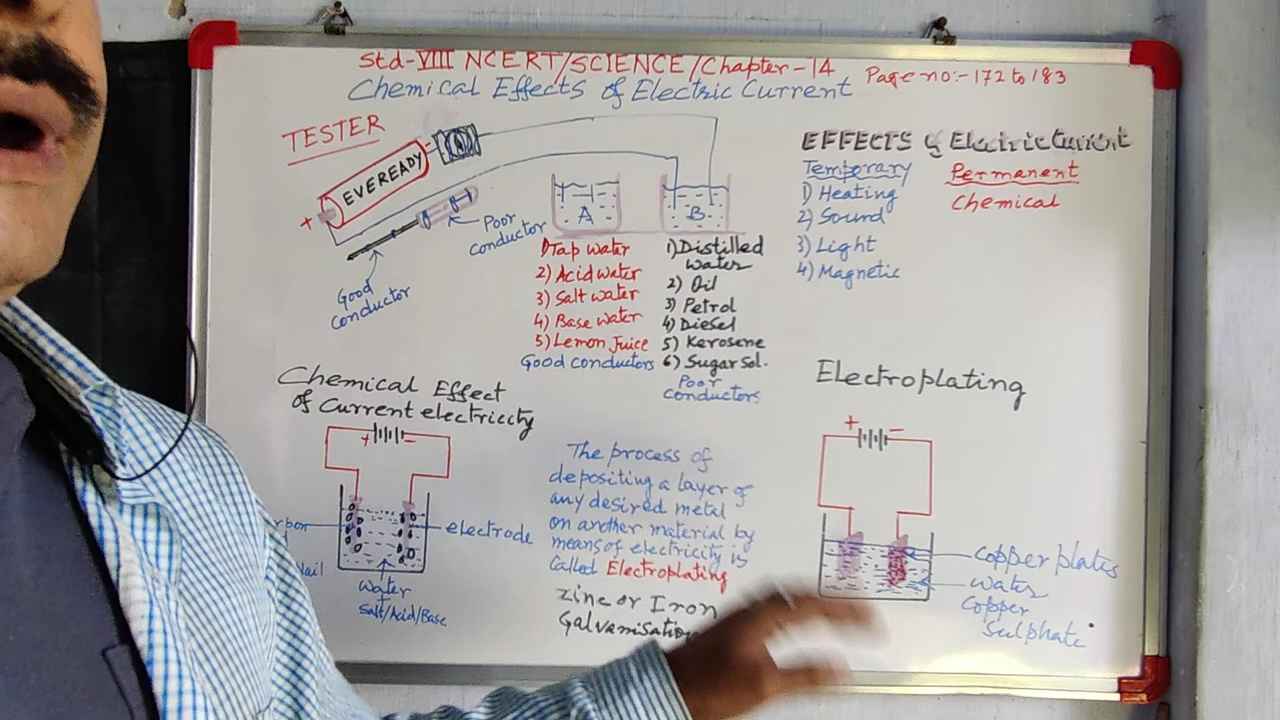 Std-VIII NCERT/SCIENCE/Chapter-14
Page no:- 172 to 183
Chemical Effects of Electric Current
TESTER
EVEREADY
-
+
Poor
conductor
Good
conductor
A
B
1) Tap water
2) Acid water
3) Salt water
4) Base water
5) Lemon Juice
Good conductors
1) Distilled
water
2) Oil
3) Petrol
4) Diesel
5) Kerosene
6) Sugar sol.
Poor
conductors
EFFECTS of Electric Current
Temporary
1) Heating
2) Sound
3) Light
4) Magnetic
Permanent
Chemical
Chemical Effect
of Current electricity
+ -
electrode
Water
+
Salt/Acid/Base
The process of
depositing a layer of
any desired metal
on another material by
means of electricity is
called Electroplating
Zinc or Iron
Galvanisation
Electroplating
+ -
Copper plates
water
Copper
Sulphate